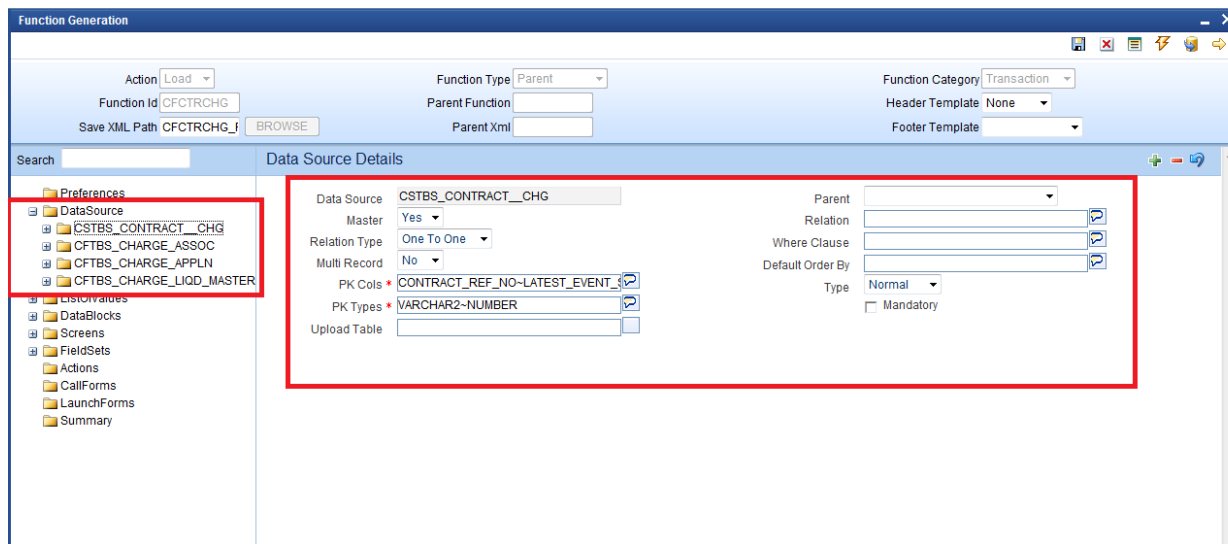 Function Generation
Action Load Function Type Parent Function Category Transaction
Function Id CFCTRCHG Parent Function Header Template None
Save XML Path CFCTRCHG_ BROWSE Parent Xml Footer Template
Search Data Source Details
Preferences
DataSource
CSTBS_CONTRACT__CHG
CFTBS_CHARGE_ASSOC
CFTBS_CHARGE_APPLN
CFTBS_CHARGE_LIQD_MASTER
ListOfValues
DataBlocks
Screens
FieldSets
Actions
CallForms
LaunchForms
Summary
Data Source CSTBS_CONTRACT__CHG Parent
Master Yes Relation
Relation Type One To One Where Clause
Multi Record No Default Order By
PK Cols * CONTRACT_REF_NO~LATEST_EVENT_ Type Normal
PK Types * VARCHAR2~NUMBER Mandatory
Upload Table